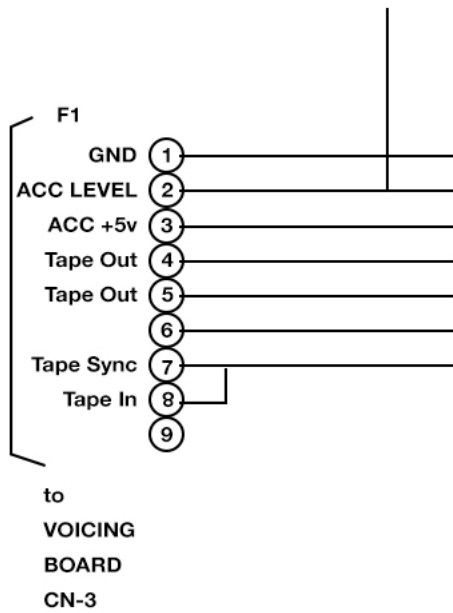 F1
GND 1
ACC LEVEL 2
ACC +5v 3
Tape Out 4
Tape Out 5
6
Tape Sync 7
Tape In 8
9
to
VOICING
BOARD
CN-3